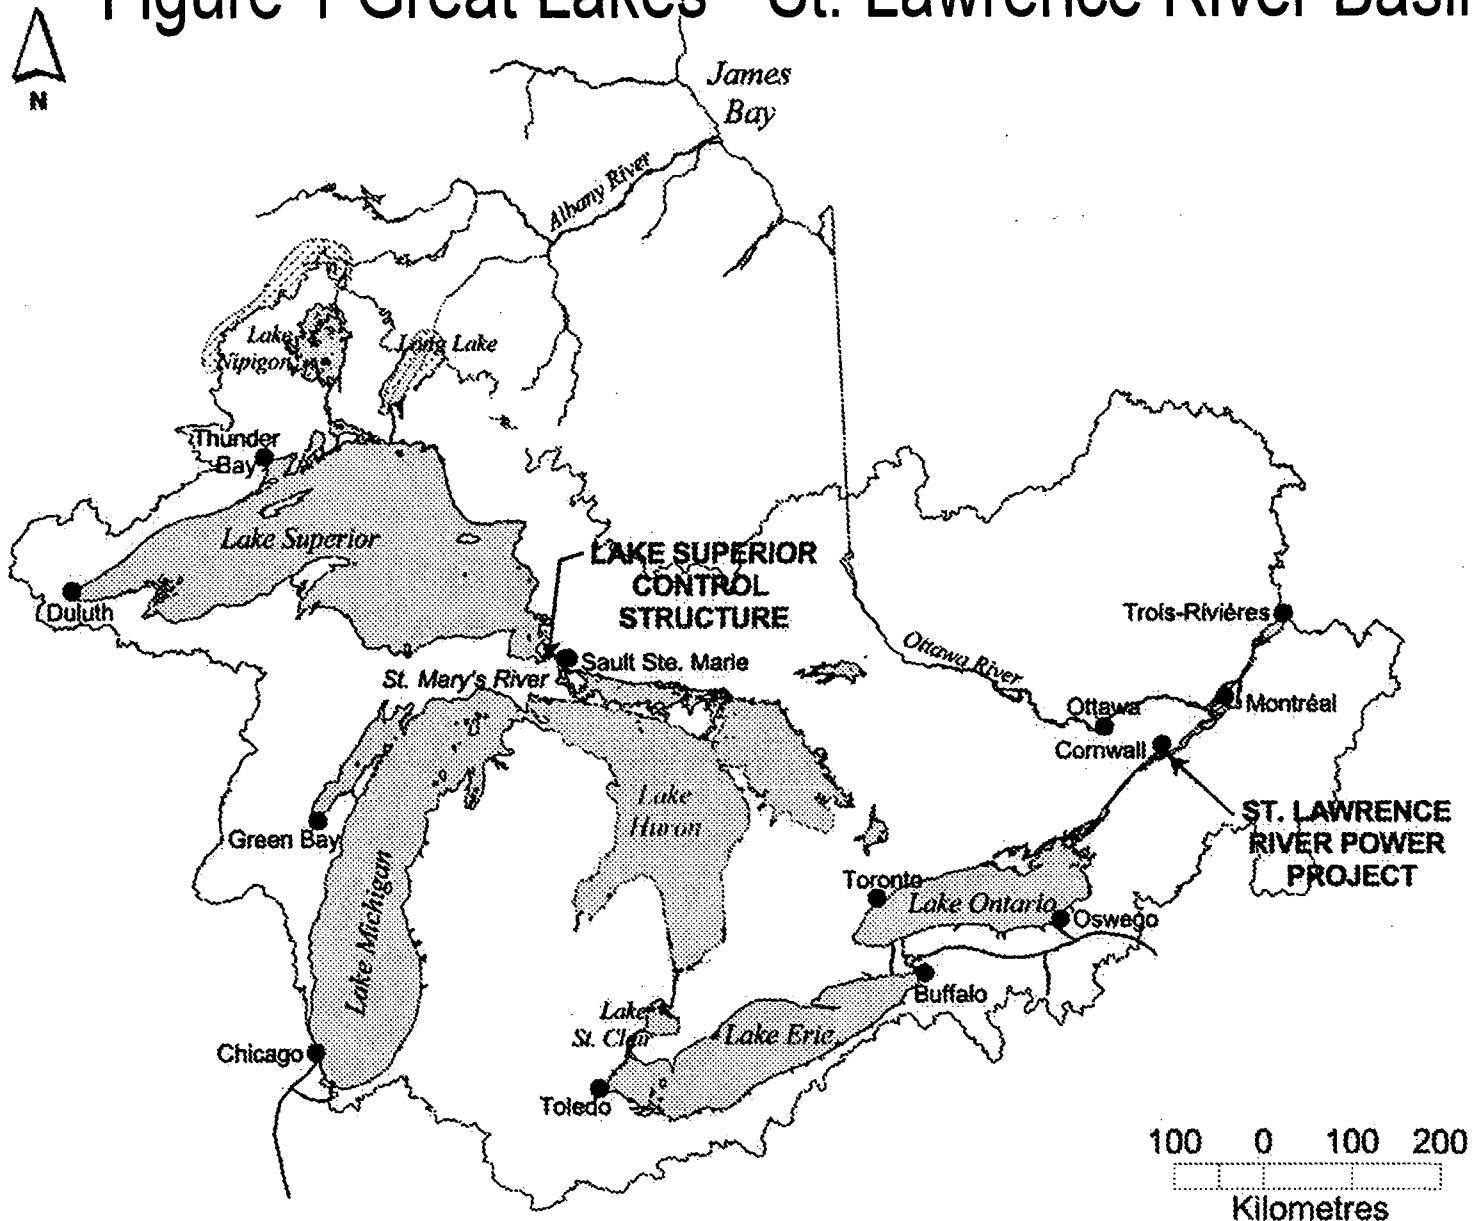 Figure 1 Great Lakes - St. Lawrence River Basin
N
James
Bay
Albany River
Lake
Nipigon
Long Lake
Thunder
Bay
Lake Superior
LAKE SUPERIOR
CONTROL
STRUCTURE
Duluth
Trois-Rivières
Ottawa River
Sault Ste. Marie
St. Mary's River
Ottawa
Montréal
Cornwall
Lake
Huron
ST. LAWRENCE
RIVER POWER
PROJECT
Green Bay
Lake Michigan
Toronto
Lake Ontario
Oswego
Buffalo
Lake
St. Clair
Lake Erie
Chicago
Toledo
100 0 100 200
Kilometres